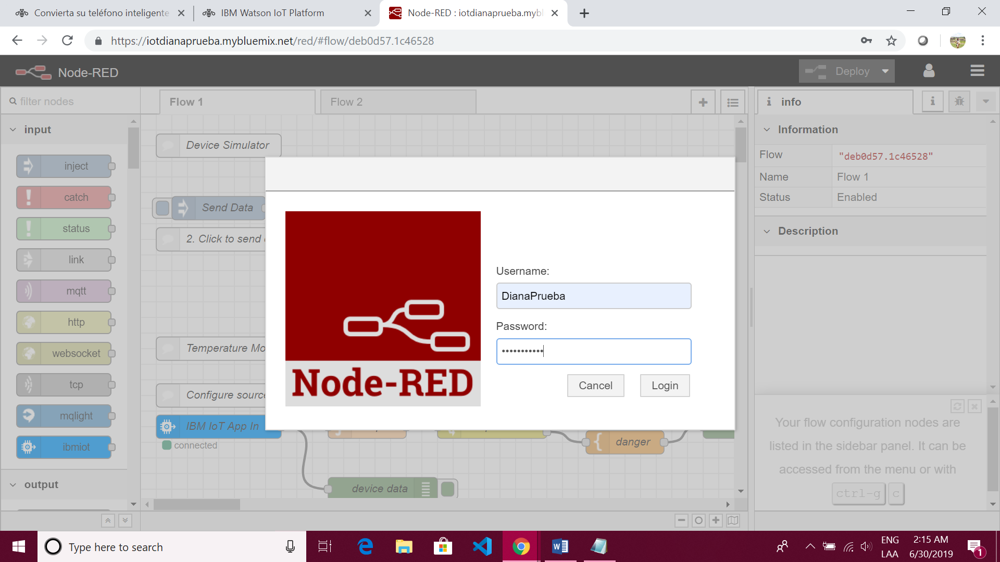 Convierta su teléfono inteligente
IBM Watson IoT Platform
Node-RED : iotdianaprueba.mybl
https://iotdianaprueba.mybluemix.net/red/#flow/deb0d57.1c46528
Node-RED
Deploy
filter nodes
Flow 1
Flow 2
info
input
inject
catch
status
link
mqtt
http
websocket
tcp
mqlight
ibmiot
output
Device Simulator
Send Data
2. Click to send
Temperature Mo
Configure source
IBM IoT App In
connected
danger
device data
Node-RED
Username:
DianaPrueba
Password:
•••••••••••
Cancel
Login
Information
Flow "deb0d57.1c46528"
Name Flow 1
Status Enabled
Description
Your flow configuration nodes are
listed in the sidebar panel. It can be
accessed from the menu or with
ctrl-g c
Type here to search
ENG
LAA
2:15 AM
6/30/2019
1